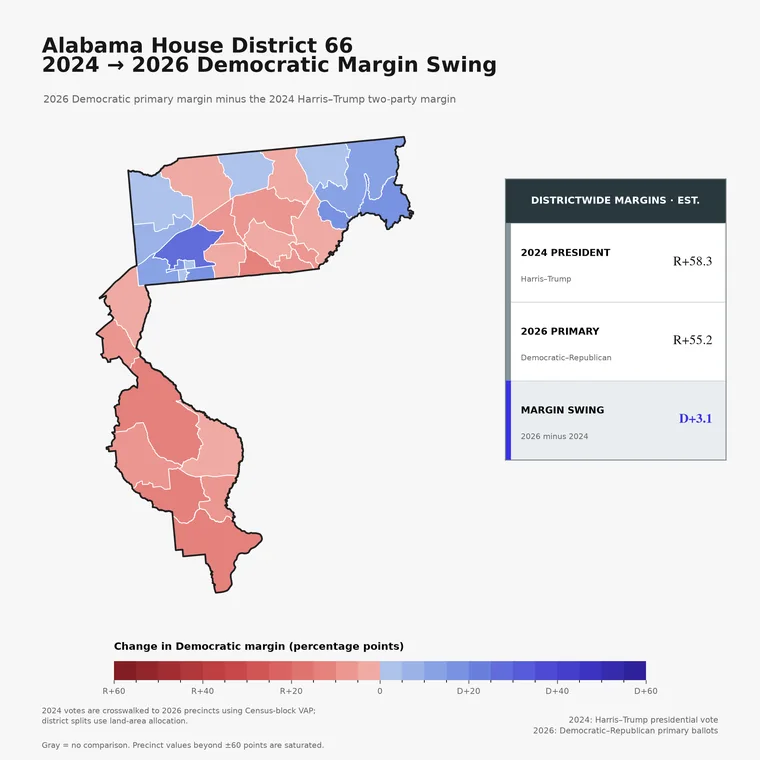 Alabama House District 66
2024 → 2026 Democratic Margin Swing
2026 Democratic primary margin minus the 2024 Harris–Trump two-party margin
DISTRICTWIDE MARGINS · EST.
2024 PRESIDENT
R+58.3
Harris–Trump
2026 PRIMARY
R+55.2
Democratic–Republican
MARGIN SWING
D+3.1
2026 minus 2024
Change in Democratic margin (percentage points)
R+60 R+40 R+20 0 D+20 D+40 D+60
2024 votes are crosswalked to 2026 precincts using Census-block VAP;
district splits use land-area allocation.
Gray = no comparison. Precinct values beyond ±60 points are saturated.
2024: Harris–Trump presidential vote
2026: Democratic–Republican primary ballots